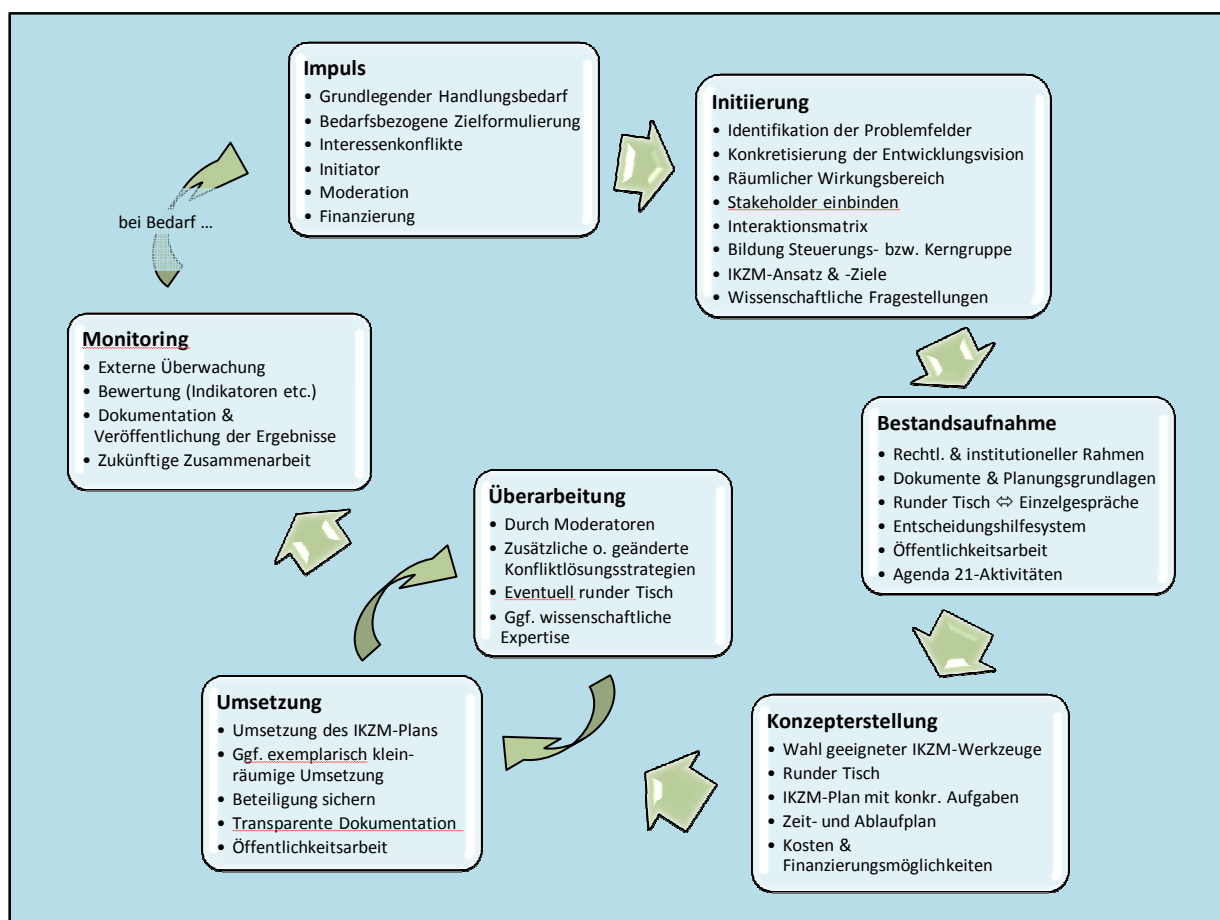 Impuls
• Grundlegender Handlungsbedarf
• Bedarfsbezogene Zielformulierung
• Interessenkonflikte
• Initiator
• Moderation
• Finanzierung
Initiierung
• Identifikation der Problemfelder
• Konkretisierung der Entwicklungsvision
• Räumlicher Wirkungsbereich
• Stakeholder einbinden
• Interaktionsmatrix
• Bildung Steuerungs- bzw. Kerngruppe
• IKZM-Ansatz & -Ziele
• Wissenschaftliche Fragestellungen
Bestandsaufnahme
• Rechtl. & institutioneller Rahmen
• Dokumente & Planungsgrundlagen
• Runder Tisch ⇔ Einzelgespräche
• Entscheidungshilfesystem
• Öffentlichkeitsarbeit
• Agenda 21-Aktivitäten
Konzepterstellung
• Wahl geeigneter IKZM-Werkzeuge
• Runder Tisch
• IKZM-Plan mit konkr. Aufgaben
• Zeit- und Ablaufplan
• Kosten &
Finanzierungsmöglichkeiten
Umsetzung
• Umsetzung des IKZM-Plans
• Ggf. exemplarisch klein-
räumige Umsetzung
• Beteiligung sichern
• Transparente Dokumentation
• Öffentlichkeitsarbeit
Überarbeitung
• Durch Moderatoren
• Zusätzliche o. geänderte
Konfliktlösungsstrategien
• Eventuell runder Tisch
• Ggf. wissenschaftliche
Expertise
Monitoring
• Externe Überwachung
• Bewertung (Indikatoren etc.)
• Dokumentation &
Veröffentlichung der Ergebnisse
• Zukünftige Zusammenarbeit
bei Bedarf ...